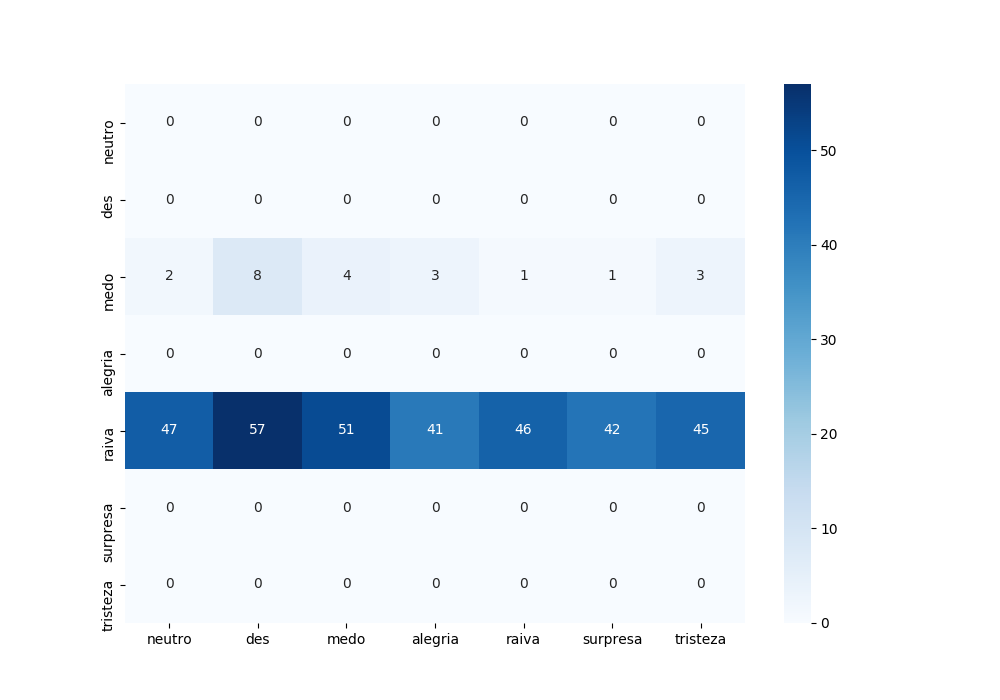 neutro 0 0 0 0 0 0 0
des 0 0 0 0 0 0 0
medo 2 8 4 3 1 1 3
alegria 0 0 0 0 0 0 0
raiva 47 57 51 41 46 42 45
surpresa 0 0 0 0 0 0 0
tristeza 0 0 0 0 0 0 0
neutro des medo alegria raiva surpresa tristeza
50
40
30
20
10
0